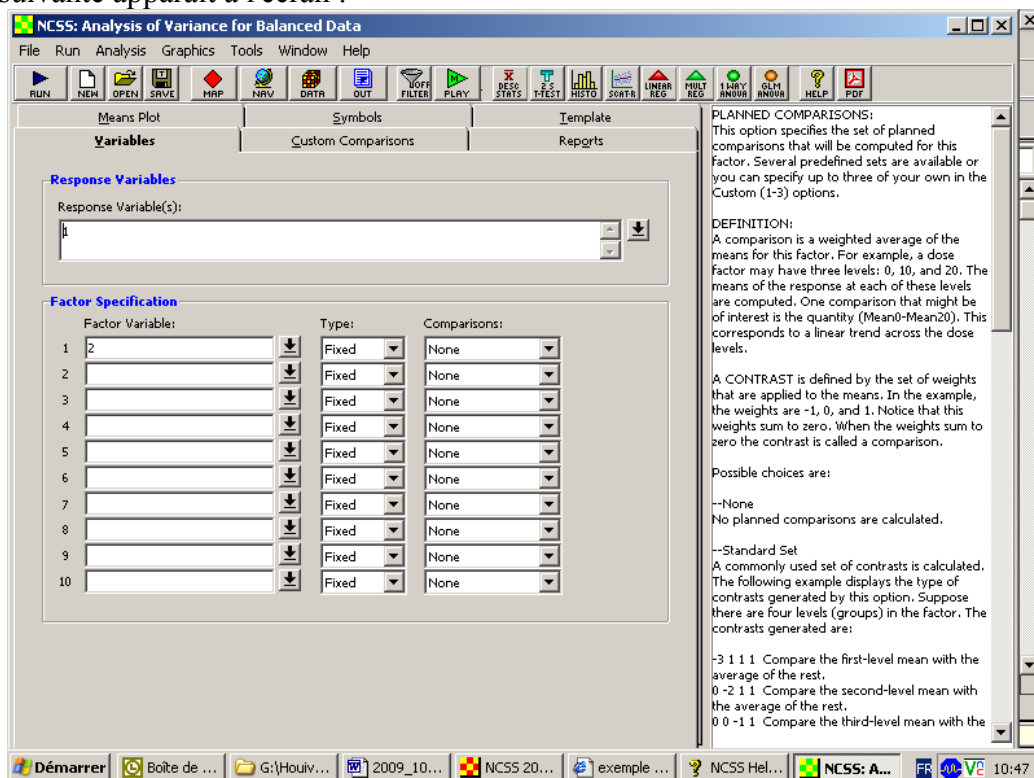 suivante apparaît à l'écran :
NCSS: Analysis of Variance for Balanced Data
File Run Analysis Graphics Tools Window Help
RUN NEW OPEN SAVE MAP NAV DATA OUT OFF FILTER PLAY DESC STATS 2 S T-TEST HISTO SCAT-R LINEAR REG MULT REG 1 WAY ANOVA GLM ANOVA HELP PDF
Means Plot Symbols Template
Variables Custom Comparisons Reports
Response Variables
Response Variable(s):
1
Factor Specification
Factor Variable: Type: Comparisons:
1 2 Fixed None
2 Fixed None
3 Fixed None
4 Fixed None
5 Fixed None
6 Fixed None
7 Fixed None
8 Fixed None
9 Fixed None
10 Fixed None
PLANNED COMPARISONS:
This option specifies the set of planned
comparisons that will be computed for this
factor. Several predefined sets are available or
you can specify up to three of your own in the
Custom (1-3) options.
DEFINITION:
A comparison is a weighted average of the
means for this factor. For example, a dose
factor may have three levels: 0, 10, and 20. The
means of the response at each of these levels
are computed. One comparison that might be
of interest is the quantity (Mean0-Mean20). This
corresponds to a linear trend across the dose
levels.
A CONTRAST is defined by the set of weights
that are applied to the means. In the example,
the weights are -1, 0, and 1. Notice that this
weights sum to zero. When the weights sum to
zero the contrast is called a comparison.
Possible choices are:
--None
No planned comparisons are calculated.
--Standard Set
A commonly used set of contrasts is calculated.
The following example displays the type of
contrasts generated by this option. Suppose
there are four levels (groups) in the factor. The
contrasts generated are:
-3 1 1 1 Compare the first-level mean with the
average of the rest.
0 -2 1 1 Compare the second-level mean with
the average of the rest.
0 0 -1 1 Compare the third-level mean with the
Démarrer Boîte de ... G:\Houiv... 2009_10... NCSS 20... exemple ... NCSS Hel... NCSS: A... FR 10:47